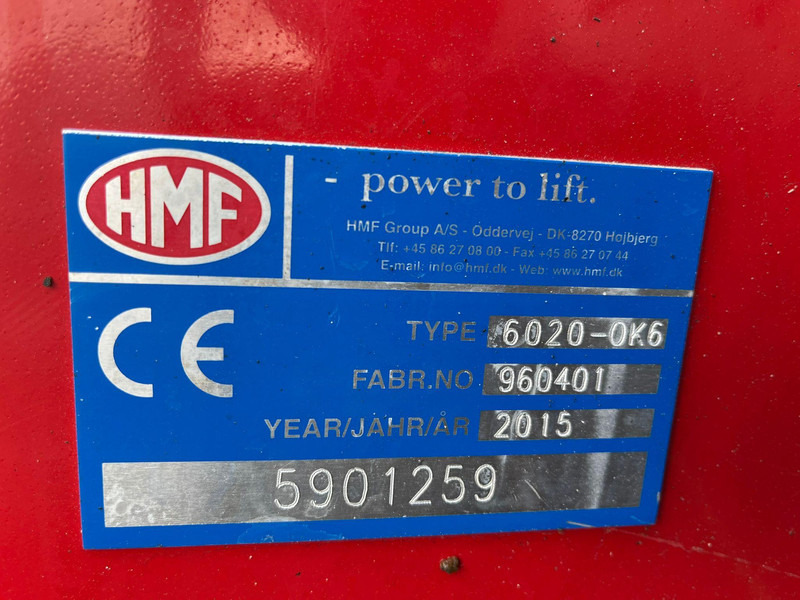 HMF
- power to lift.
HMF Group A/S - Oddervej - DK-8270 Højbjerg
Tlf: +45 86 27 08 00 - Fax +45 86 27 07 44
E-mail: info@hmf.dk - Web: www.hmf.dk
CE
TYPE 6020-OK6
FABR.NO 960401
YEAR/JAHR/ÅR 2015
5901259